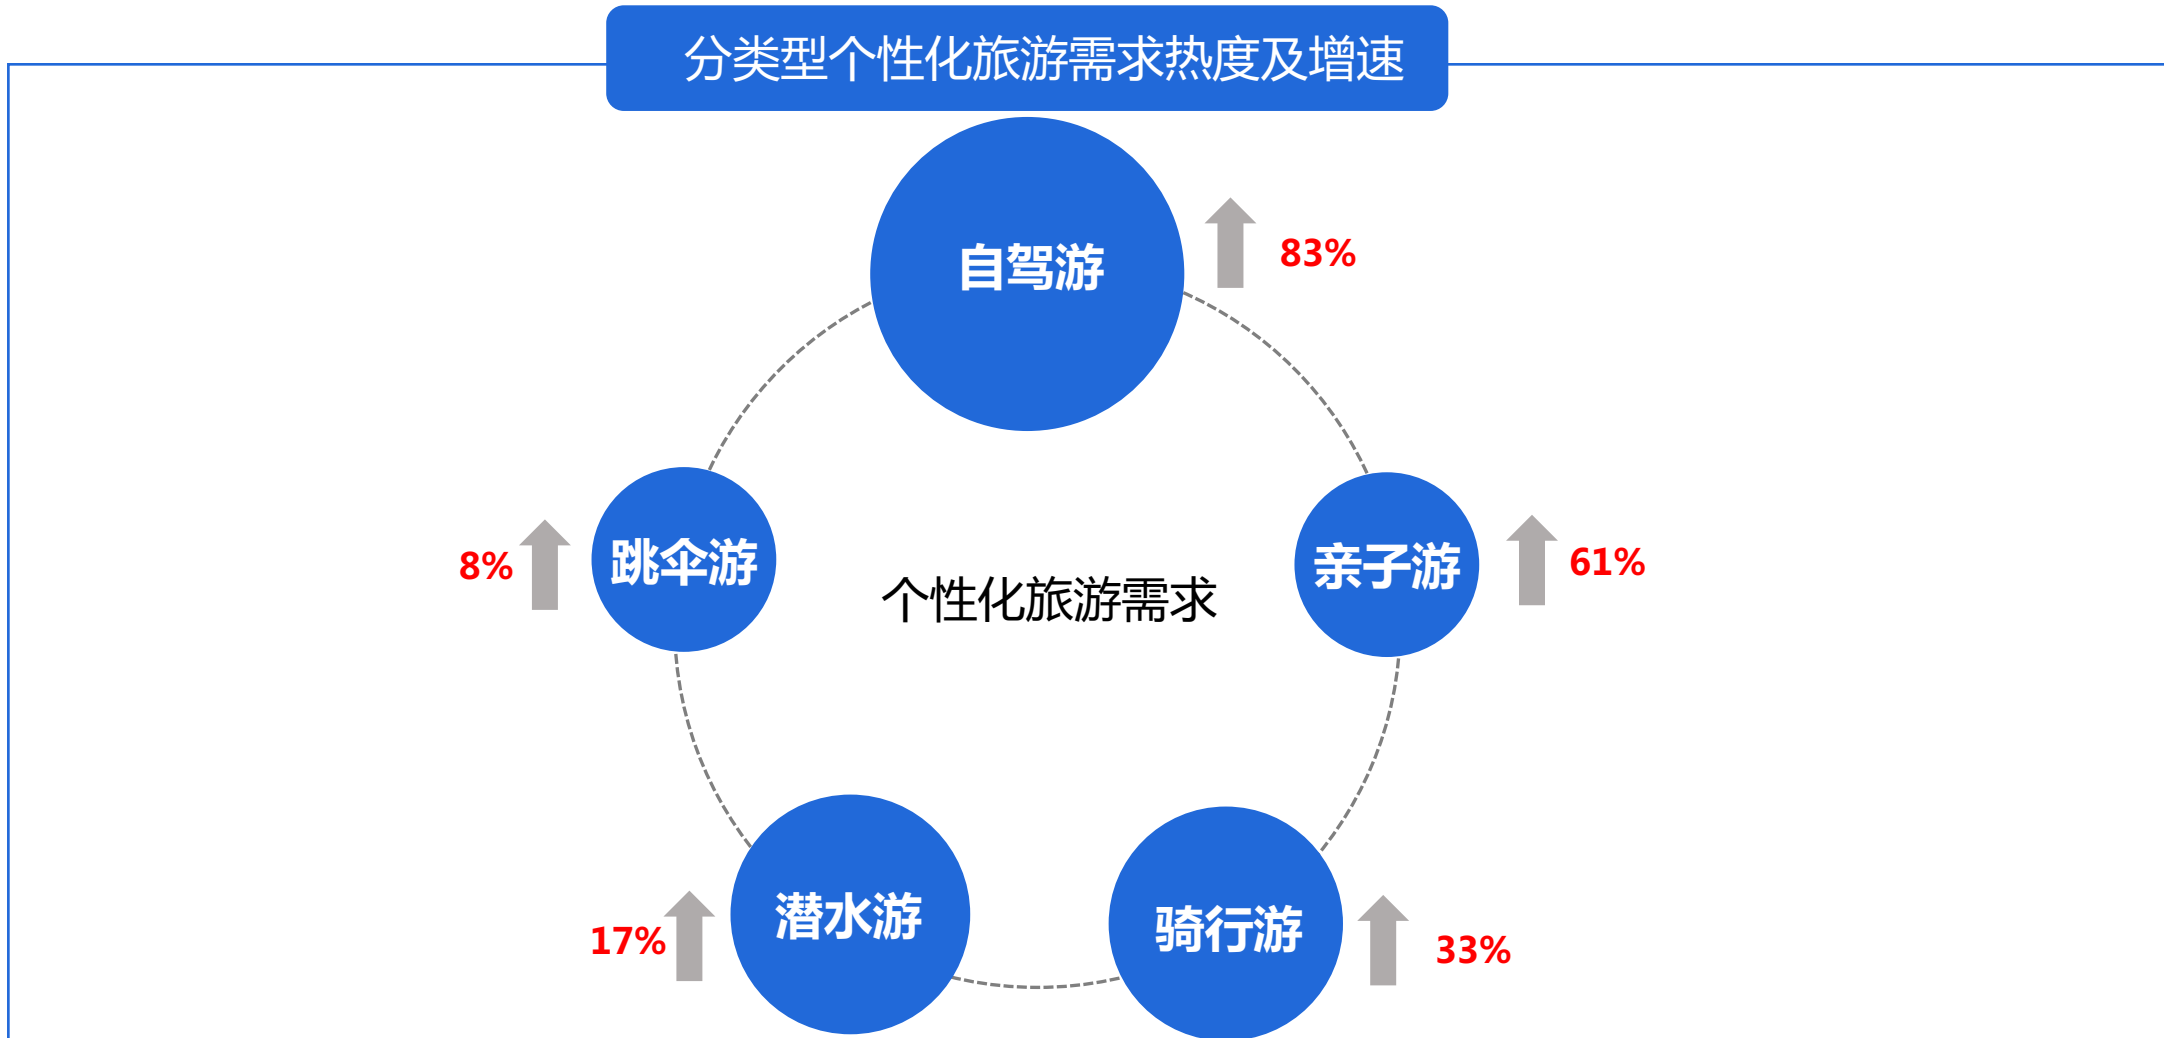 分类型个性化旅游需求热度及增速
自驾游
83%
跳伞游
8%
亲子游
61%
个性化旅游需求
潜水游
17%
骑行游
33%